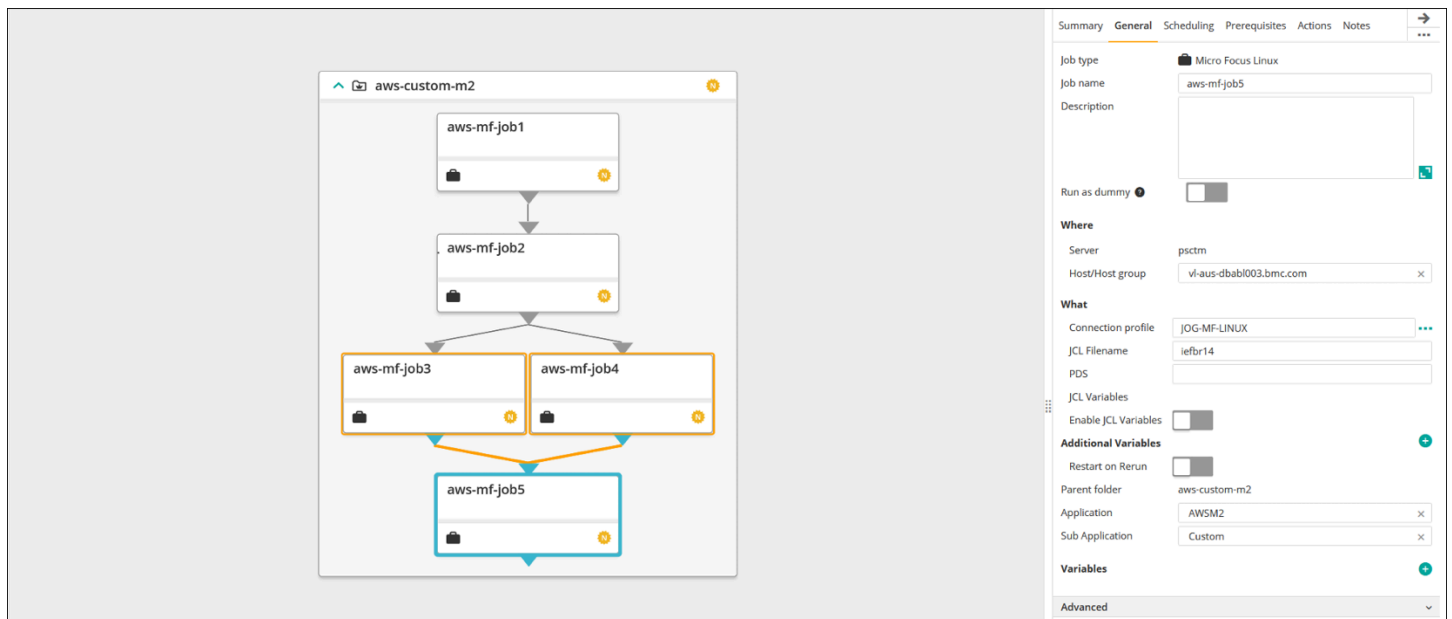 aws-custom-m2
N
aws-mf-job1
N
aws-mf-job2
N
aws-mf-job3
N
aws-mf-job4
N
aws-mf-job5
N
Summary General Scheduling Prerequisites Actions Notes
Job type Micro Focus Linux
Job name aws-mf-job5
Description
Run as dummy ?
Where
Server psctm
Host/Host group vl-aus-dbabl003.bmc.com ×
What
Connection profile JOG-MF-LINUX
JCL Filename iefbr14
PDS
JCL Variables
Enable JCL Variables
Additional Variables
Restart on Rerun
Parent folder aws-custom-m2
Application AWSM2 ×
Sub Application Custom ×
Variables
Advanced